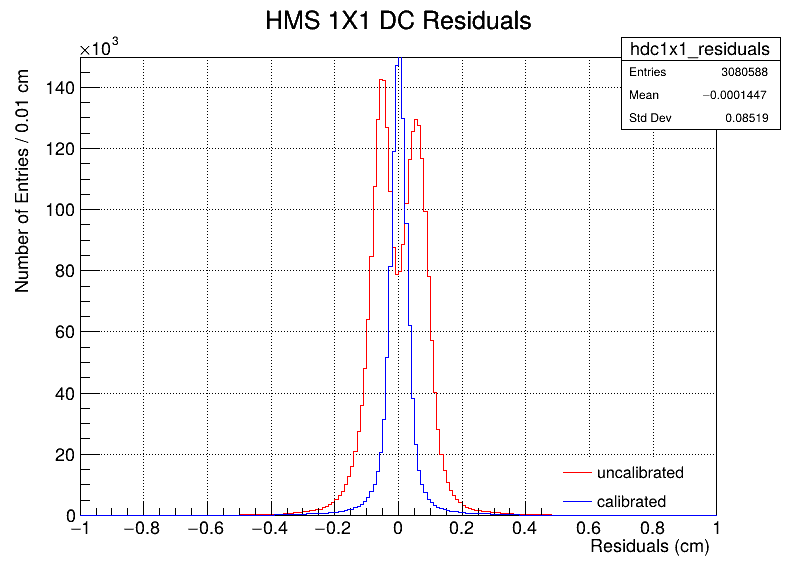 HMS 1X1 DC Residuals
×10³
hdc1x1_residuals
Entries 3080588
Mean −0.0001447
Std Dev 0.08519
Number of Entries / 0.01 cm
140
120
100
80
60
40
20
0
uncalibrated
calibrated
−1 −0.8 −0.6 −0.4 −0.2 0 0.2 0.4 0.6 0.8 1
Residuals (cm)